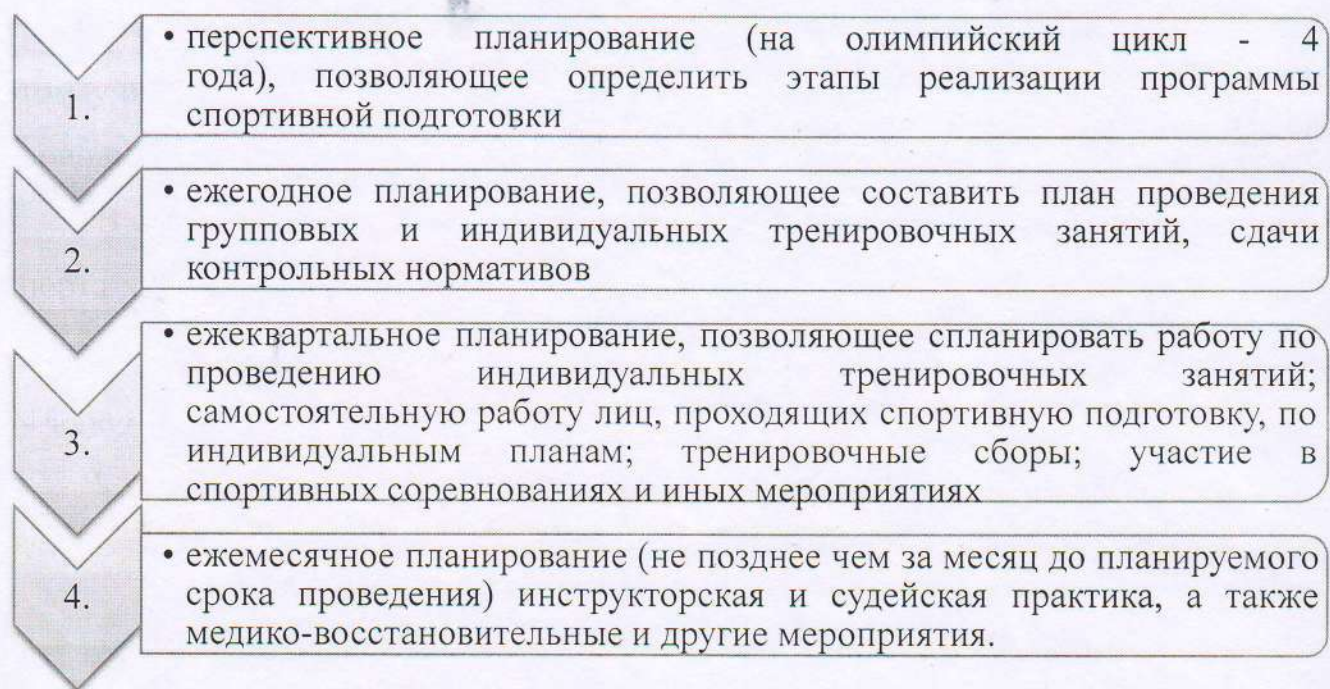 1.
• перспективное планирование (на олимпийский цикл - 4
года), позволяющее определить этапы реализации программы
спортивной подготовки
2.
• ежегодное планирование, позволяющее составить план проведения
групповых и индивидуальных тренировочных занятий, сдачи
контрольных нормативов
3.
• ежеквартальное планирование, позволяющее спланировать работу по
проведению индивидуальных тренировочных занятий;
самостоятельную работу лиц, проходящих спортивную подготовку, по
индивидуальным планам; тренировочные сборы; участие в
спортивных соревнованиях и иных мероприятиях
4.
• ежемесячное планирование (не позднее чем за месяц до планируемого
срока проведения) инструкторская и судейская практика, а также
медико-восстановительные и другие мероприятия.